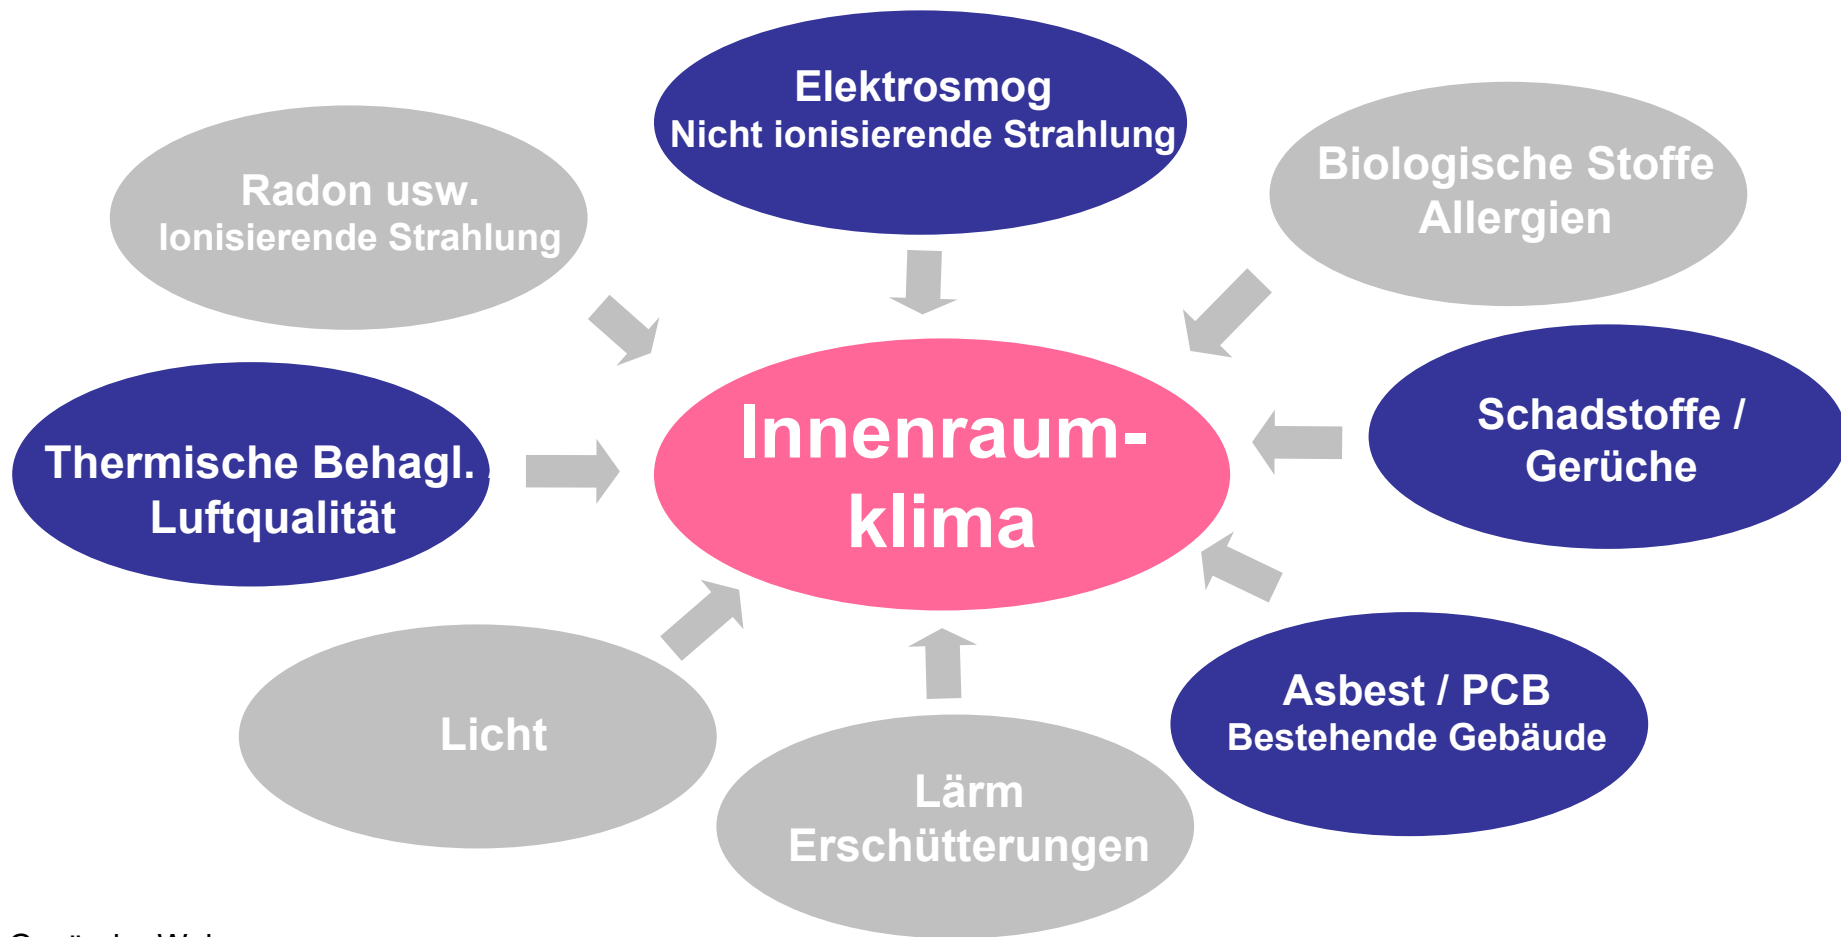 Elektrosmog
Nicht ionisierende Strahlung
Biologische Stoffe
Allergien
Radon usw.
Ionisierende Strahlung
Schadstoffe /
Gerüche
Innenraum-
klima
Thermische Behagl.
Luftqualität
Asbest / PCB
Bestehende Gebäude
Licht
Lärm
Erschütterungen